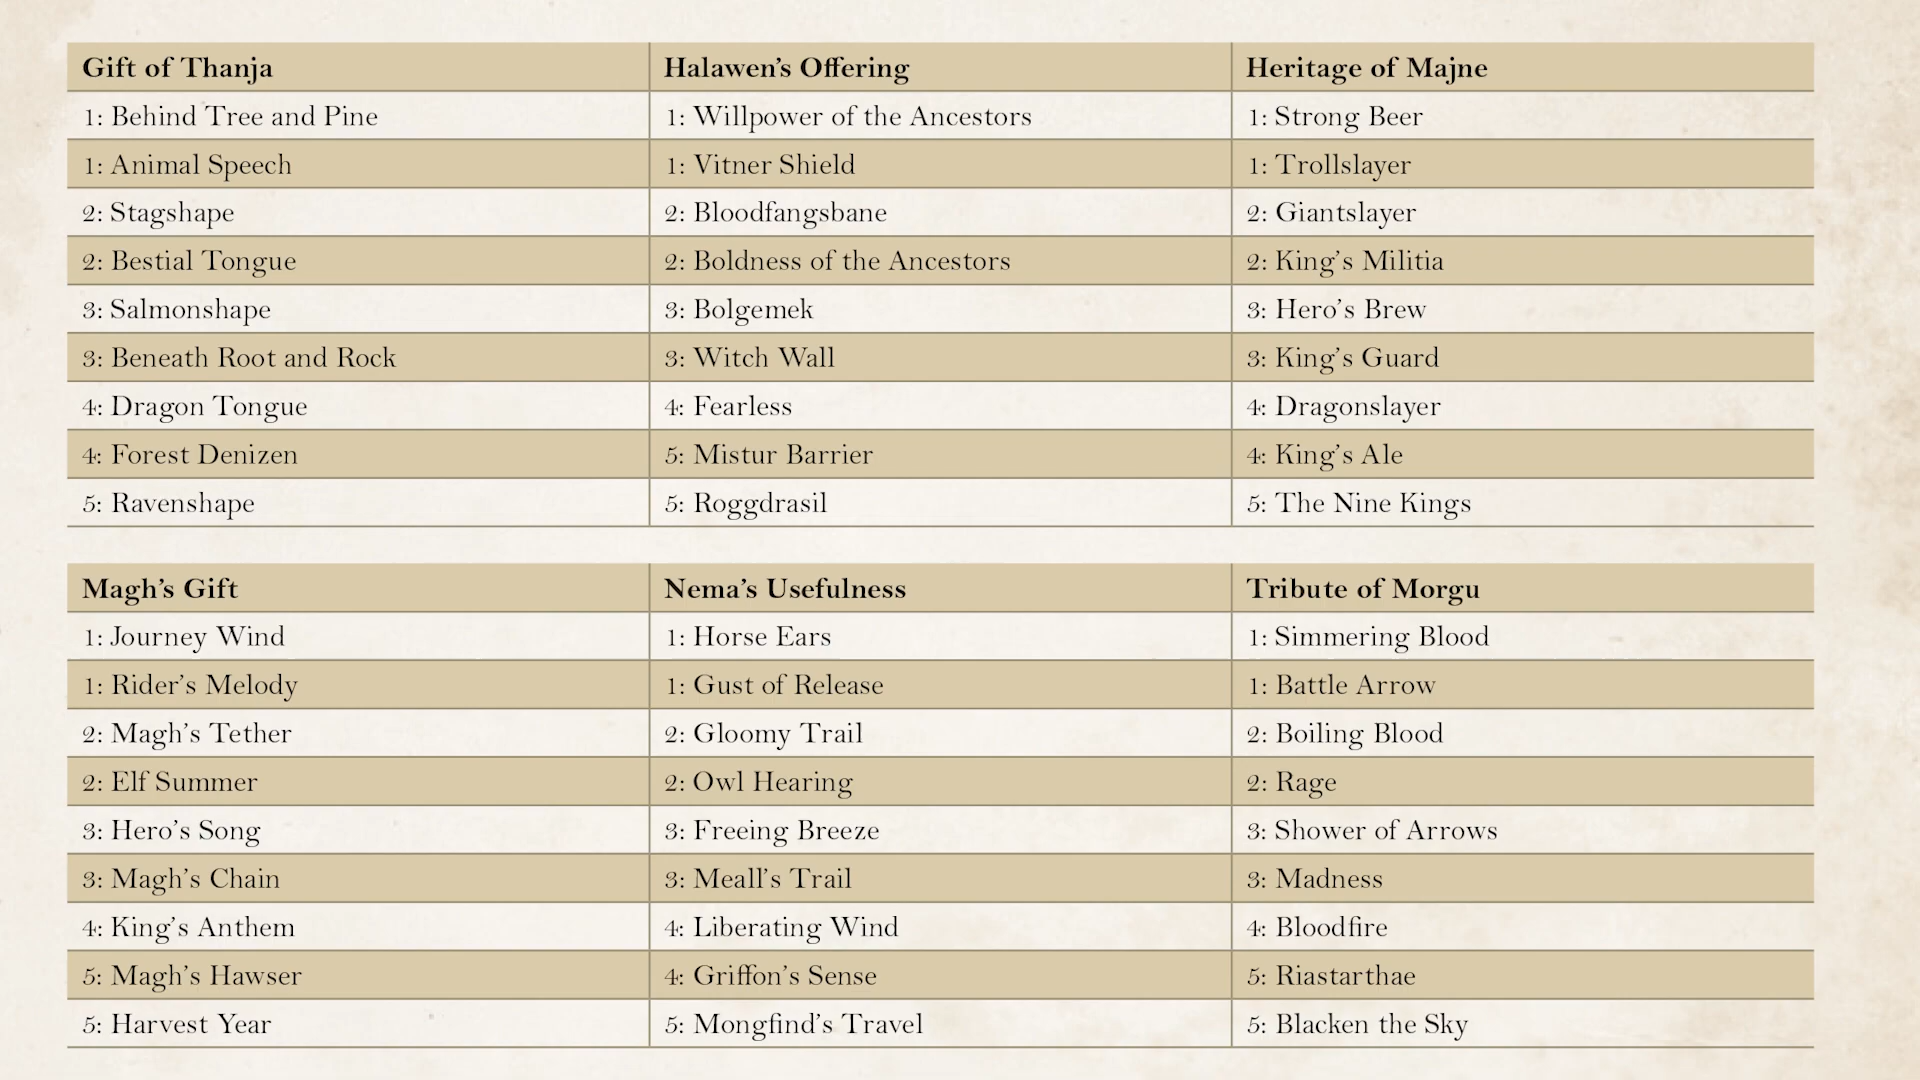 Gift of Thanja Halawen’s Offering Heritage of Majne
1: Behind Tree and Pine 1: Willpower of the Ancestors 1: Strong Beer
1: Animal Speech 1: Vitner Shield 1: Trollslayer
2: Stagshape 2: Bloodfangsbane 2: Giantslayer
2: Bestial Tongue 2: Boldness of the Ancestors 2: King’s Militia
3: Salmonshape 3: Bolgemek 3: Hero’s Brew
3: Beneath Root and Rock 3: Witch Wall 3: King’s Guard
4: Dragon Tongue 4: Fearless 4: Dragonslayer
4: Forest Denizen 5: Mistur Barrier 4: King’s Ale
5: Ravenshape 5: Roggdrasil 5: The Nine Kings
Magh’s Gift Nema’s Usefulness Tribute of Morgu
1: Journey Wind 1: Horse Ears 1: Simmering Blood
1: Rider’s Melody 1: Gust of Release 1: Battle Arrow
2: Magh’s Tether 2: Gloomy Trail 2: Boiling Blood
2: Elf Summer 2: Owl Hearing 2: Rage
3: Hero’s Song 3: Freeing Breeze 3: Shower of Arrows
3: Magh’s Chain 3: Meall’s Trail 3: Madness
4: King’s Anthem 4: Liberating Wind 4: Bloodfire
5: Magh’s Hawser 4: Griffon’s Sense 5: Riastarthae
5: Harvest Year 5: Mongfind’s Travel 5: Blacken the Sky